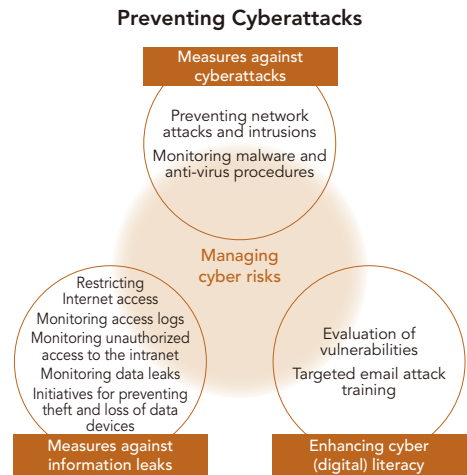 Preventing Cyberattacks
Measures against
cyberattacks
Preventing network
attacks and intrusions
Monitoring malware and
anti-virus procedures
Managing
cyber risks
Restricting
Internet access
Monitoring access logs
Monitoring unauthorized
access to the intranet
Monitoring data leaks
Initiatives for preventing
theft and loss of data
devices
Measures against
information leaks
Evaluation of
vulnerabilities
Targeted email attack
training
Enhancing cyber
(digital) literacy